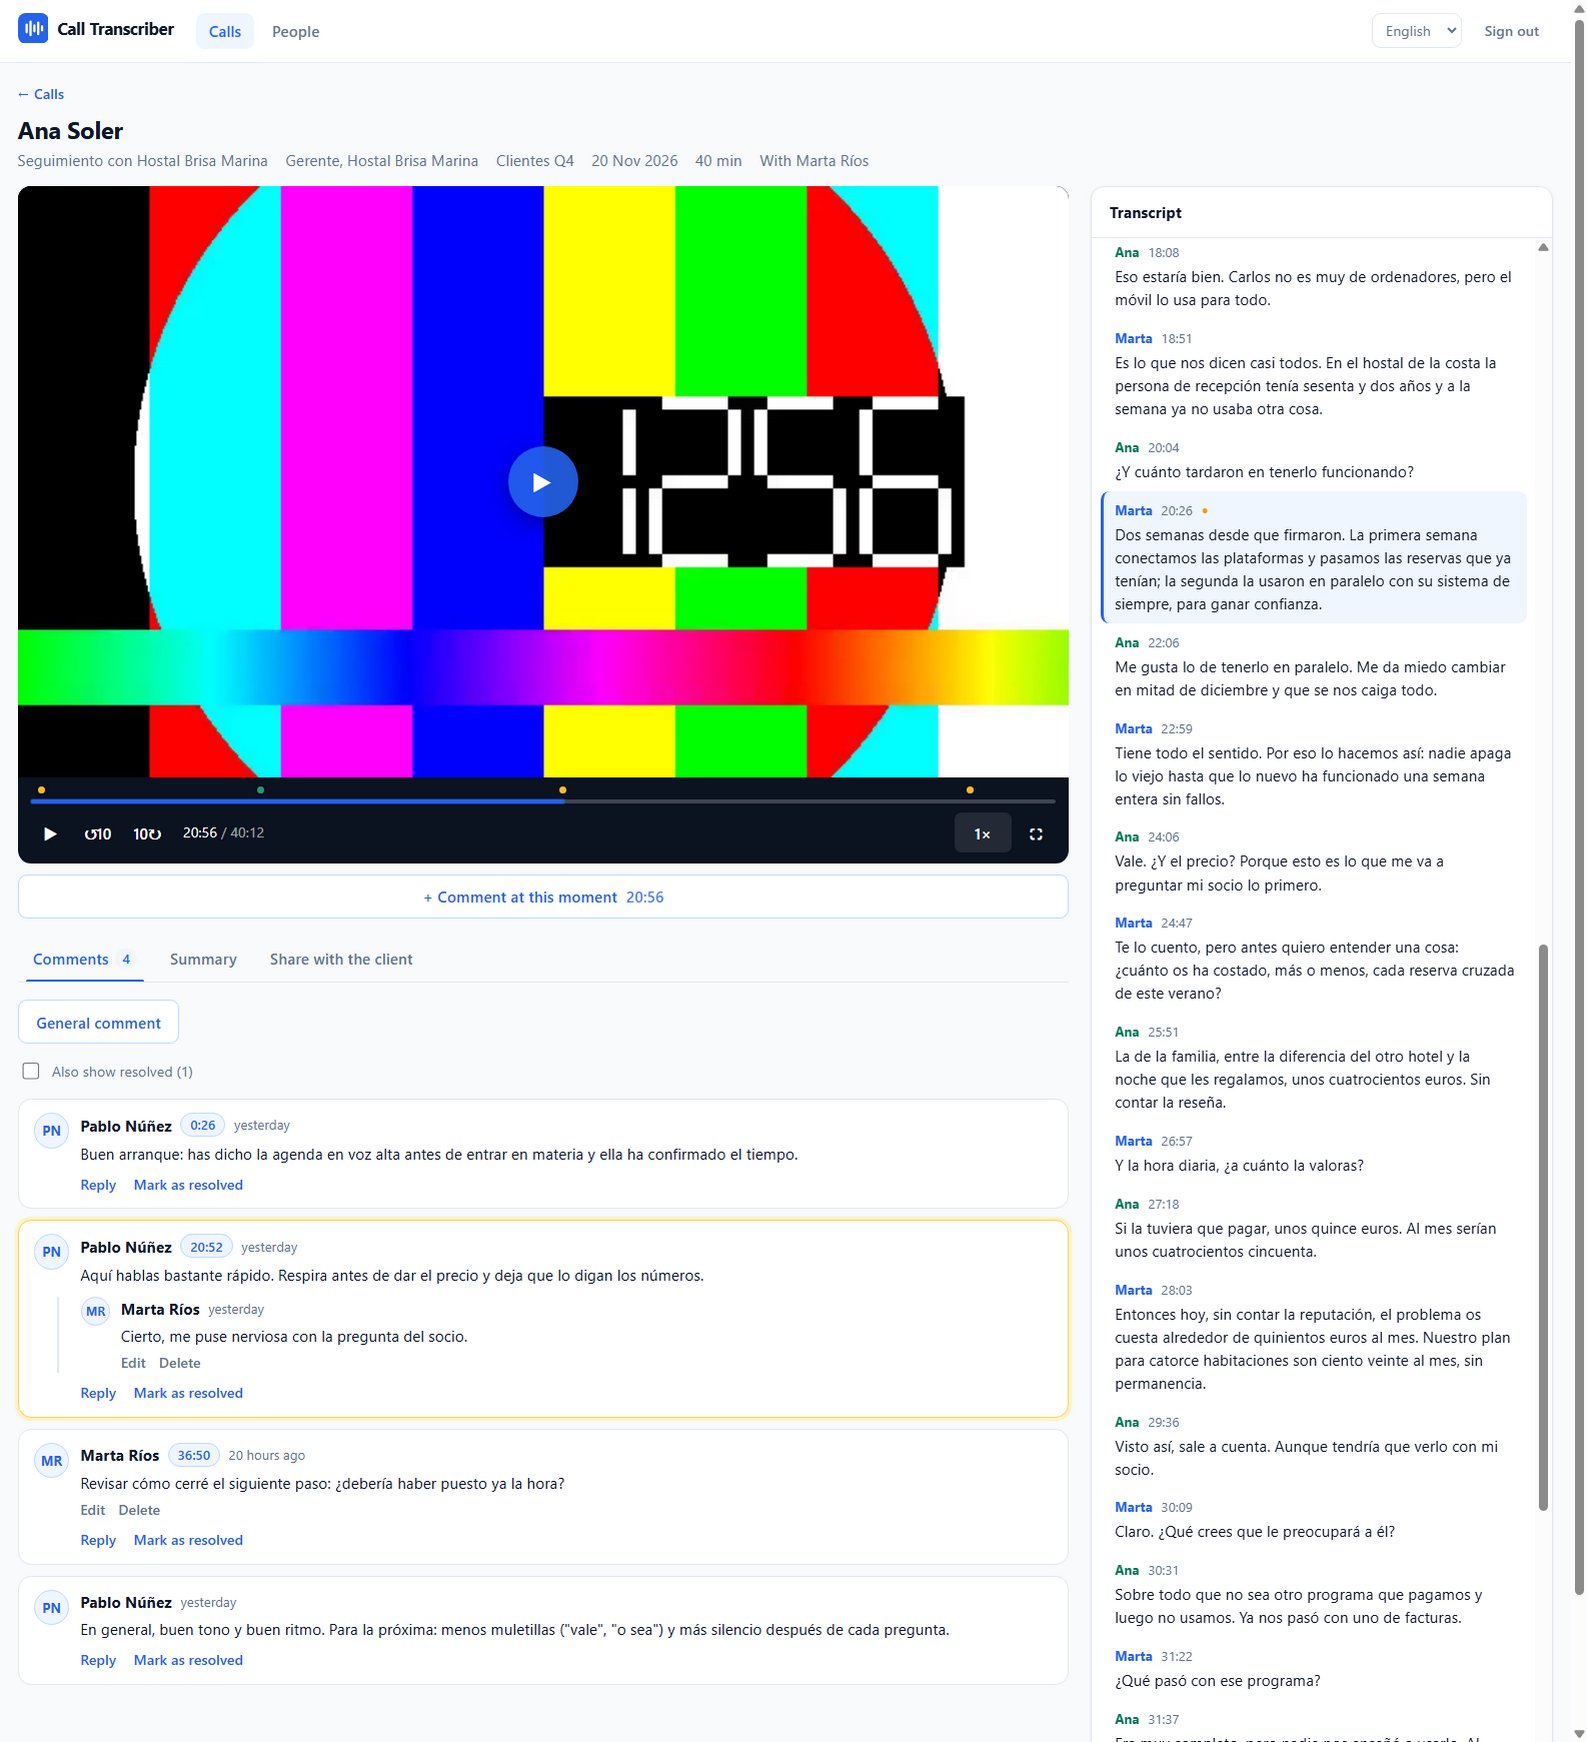 Call Transcriber
Calls
People
English
Sign out
← Calls
Ana Soler
Seguimiento con Hostal Brisa Marina Gerente, Hostal Brisa Marina Clientes Q4 20 Nov 2026 40 min With Marta Ríos
1256
↺10
10↻
20:56 / 40:12
1×
+ Comment at this moment 20:56
Comments 4
Summary
Share with the client
General comment
Also show resolved (1)
PN
Pablo Núñez 0:26 yesterday
Buen arranque: has dicho la agenda en voz alta antes de entrar en materia y ella ha confirmado el tiempo.
Reply Mark as resolved
PN
Pablo Núñez 20:52 yesterday
Aquí hablas bastante rápido. Respira antes de dar el precio y deja que lo digan los números.
MR
Marta Ríos yesterday
Cierto, me puse nerviosa con la pregunta del socio.
Edit Delete
Reply Mark as resolved
MR
Marta Ríos 36:50 20 hours ago
Revisar cómo cerré el siguiente paso: ¿debería haber puesto ya la hora?
Edit Delete
Reply Mark as resolved
PN
Pablo Núñez yesterday
En general, buen tono y buen ritmo. Para la próxima: menos muletillas ("vale", "o sea") y más silencio después de cada pregunta.
Reply Mark as resolved
Transcript
Ana 18:08
Eso estaría bien. Carlos no es muy de ordenadores, pero el
móvil lo usa para todo.
Marta 18:51
Es lo que nos dicen casi todos. En el hostal de la costa la
persona de recepción tenía sesenta y dos años y a la
semana ya no usaba otra cosa.
Ana 20:04
¿Y cuánto tardaron en tenerlo funcionando?
Marta 20:26
Dos semanas desde que firmaron. La primera semana
conectamos las plataformas y pasamos las reservas que ya
tenían; la segunda la usaron en paralelo con su sistema de
siempre, para ganar confianza.
Ana 22:06
Me gusta lo de tenerlo en paralelo. Me da miedo cambiar
en mitad de diciembre y que se nos caiga todo.
Marta 22:59
Tiene todo el sentido. Por eso lo hacemos así: nadie apaga
lo viejo hasta que lo nuevo ha funcionado una semana
entera sin fallos.
Ana 24:06
Vale. ¿Y el precio? Porque esto es lo que me va a
preguntar mi socio lo primero.
Marta 24:47
Te lo cuento, pero antes quiero entender una cosa:
¿cuánto os ha costado, más o menos, cada reserva cruzada
de este verano?
Ana 25:51
La de la familia, entre la diferencia del otro hotel y la
noche que les regalamos, unos cuatrocientos euros. Sin
contar la reseña.
Marta 26:57
Y la hora diaria, ¿a cuánto la valoras?
Ana 27:18
Si la tuviera que pagar, unos quince euros. Al mes serían
unos cuatrocientos cincuenta.
Marta 28:03
Entonces hoy, sin contar la reputación, el problema os
cuesta alrededor de quinientos euros al mes. Nuestro plan
para catorce habitaciones son ciento veinte al mes, sin
permanencia.
Ana 29:36
Visto así, sale a cuenta. Aunque tendría que verlo con mi
socio.
Marta 30:09
Claro. ¿Qué crees que le preocupará a él?
Ana 30:31
Sobre todo que no sea otro programa que pagamos y
luego no usamos. Ya nos pasó con uno de facturas.
Marta 31:22
¿Qué pasó con ese programa?
Ana 31:37